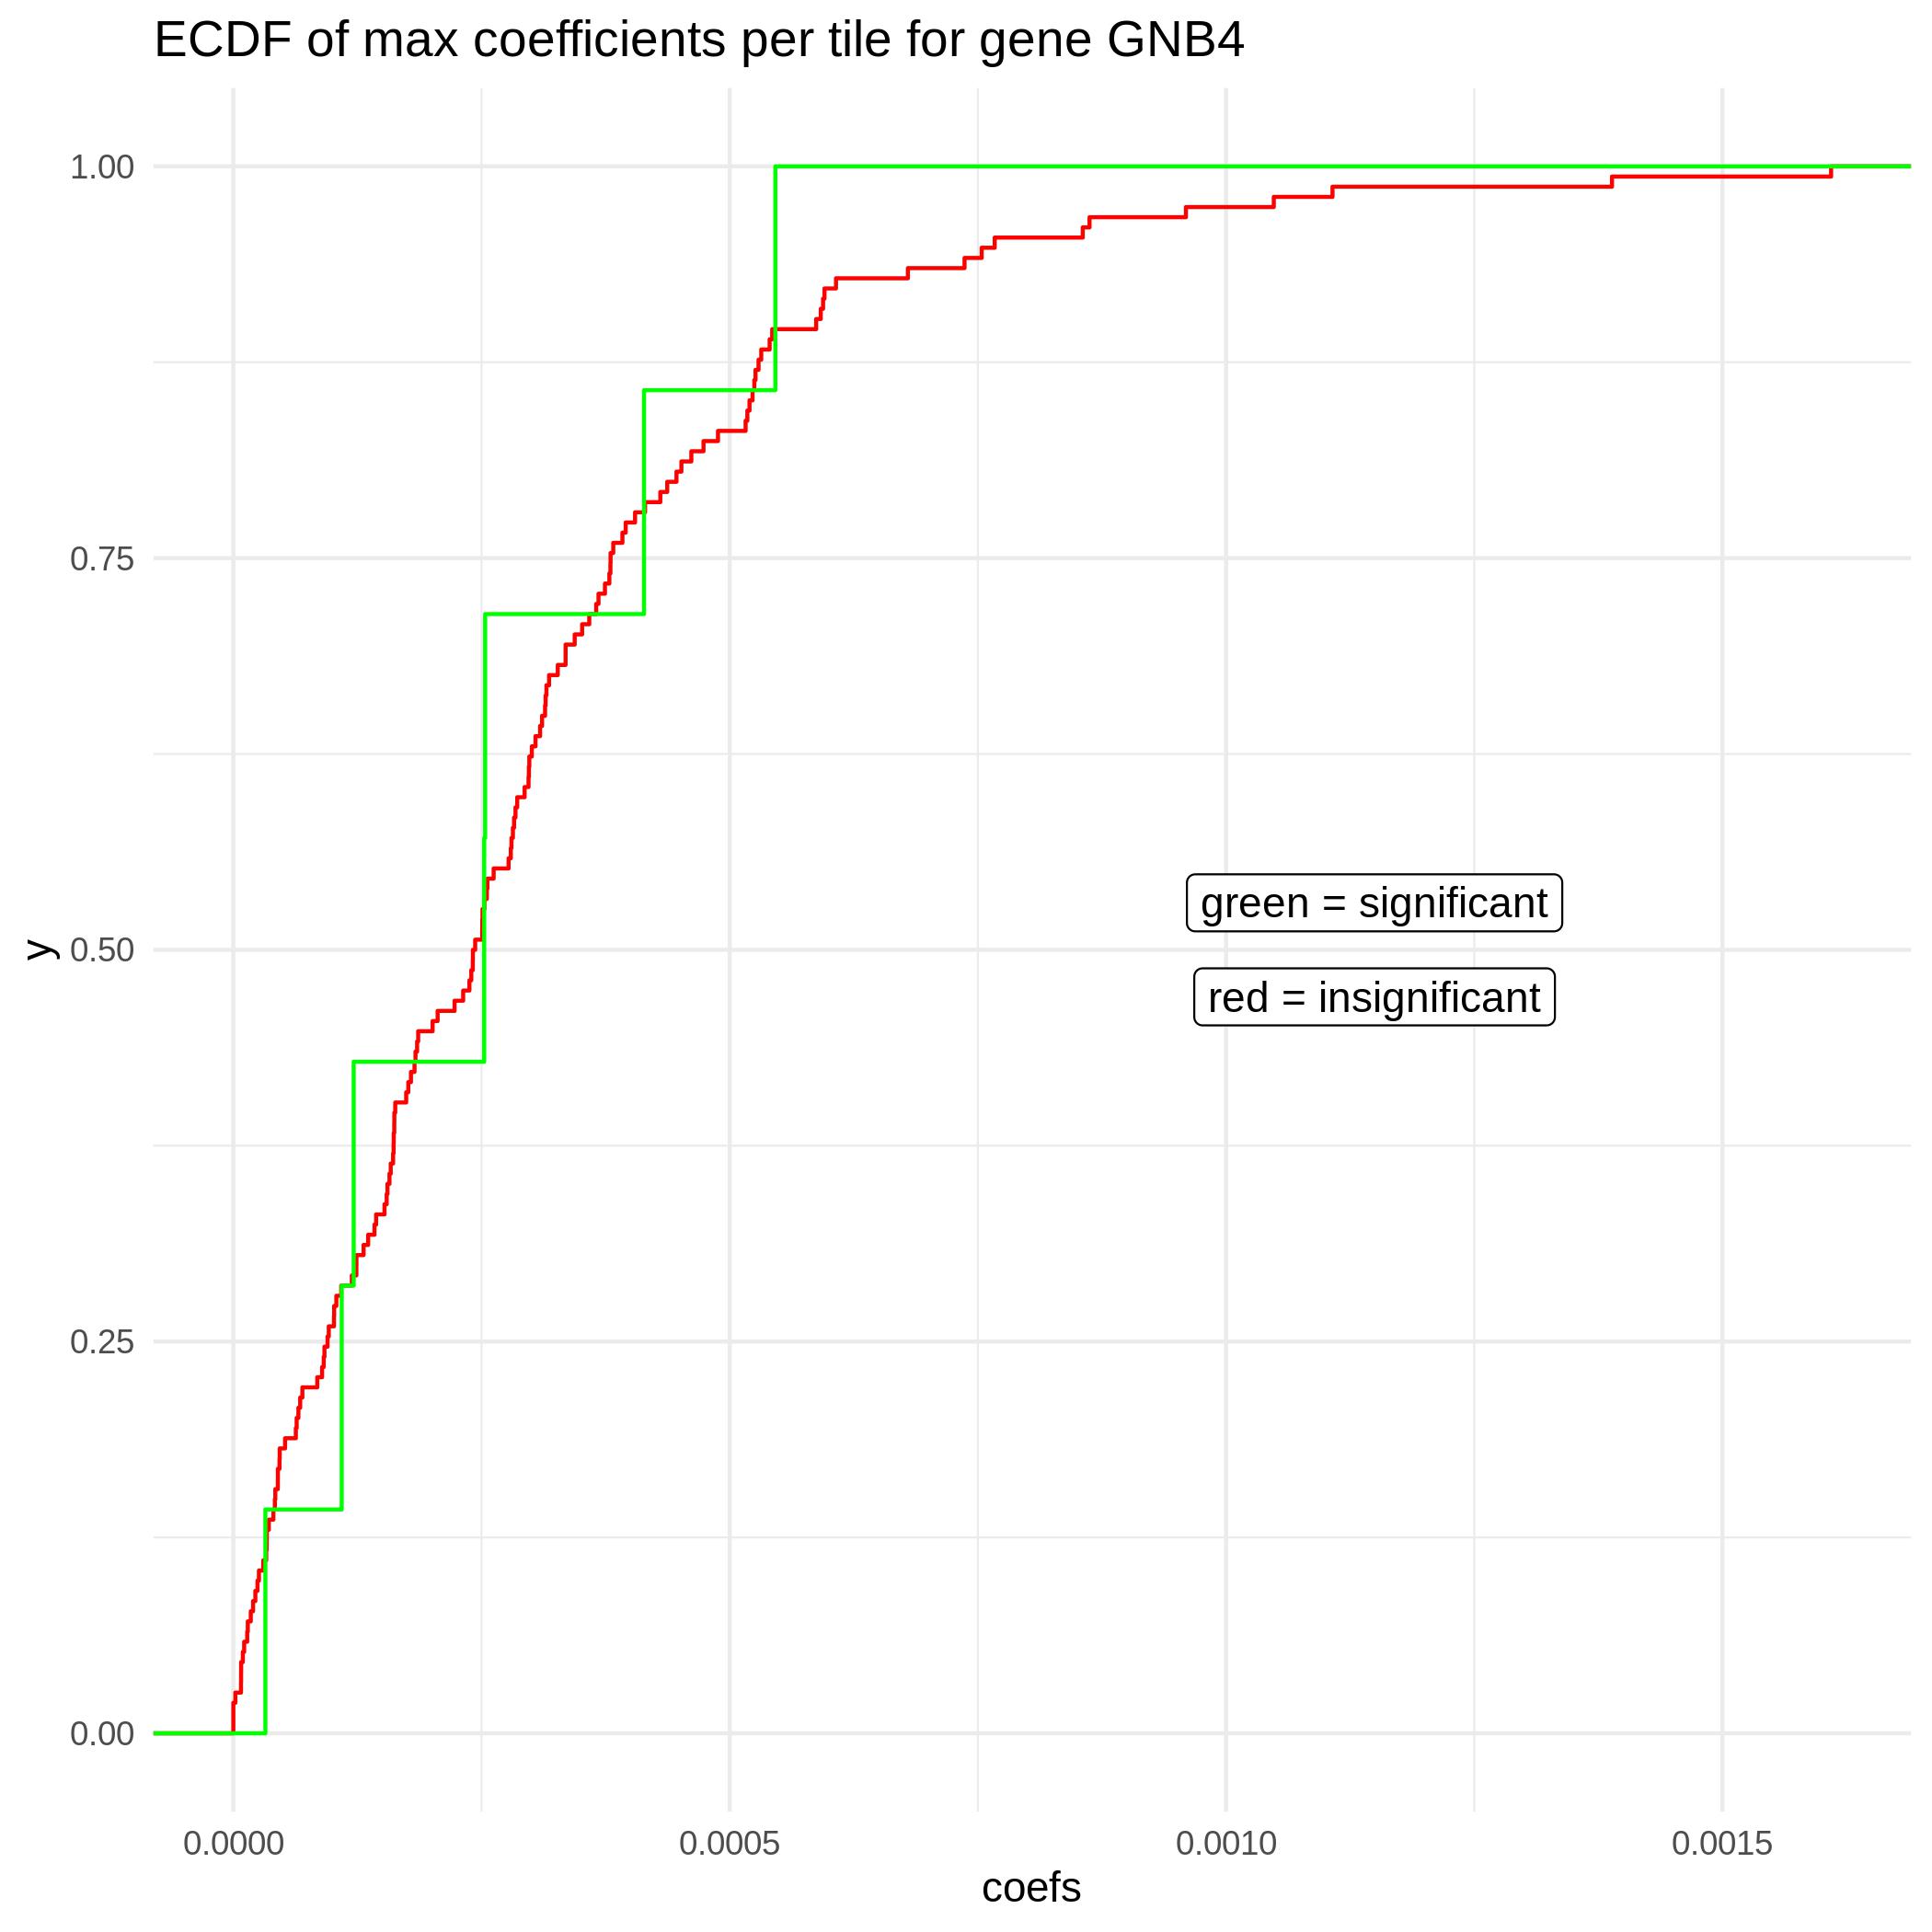 ECDF of max coefficients per tile for gene GNB4
1.00
0.75
0.50
0.25
0.00
y
green = significant
red = insignificant
0.0000
0.0005
0.0010
0.0015
coefs